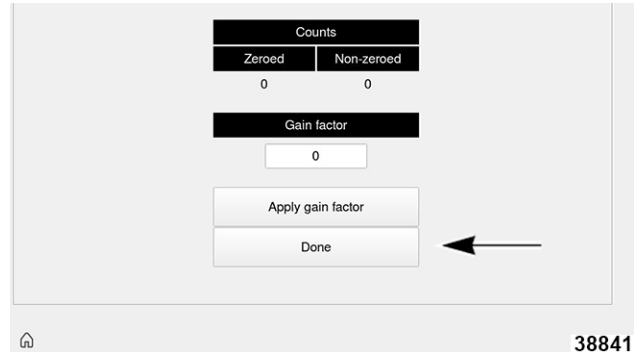 Counts
Zeroed Non-zeroed
0 0
Gain factor
0
Apply gain factor
Done
38841